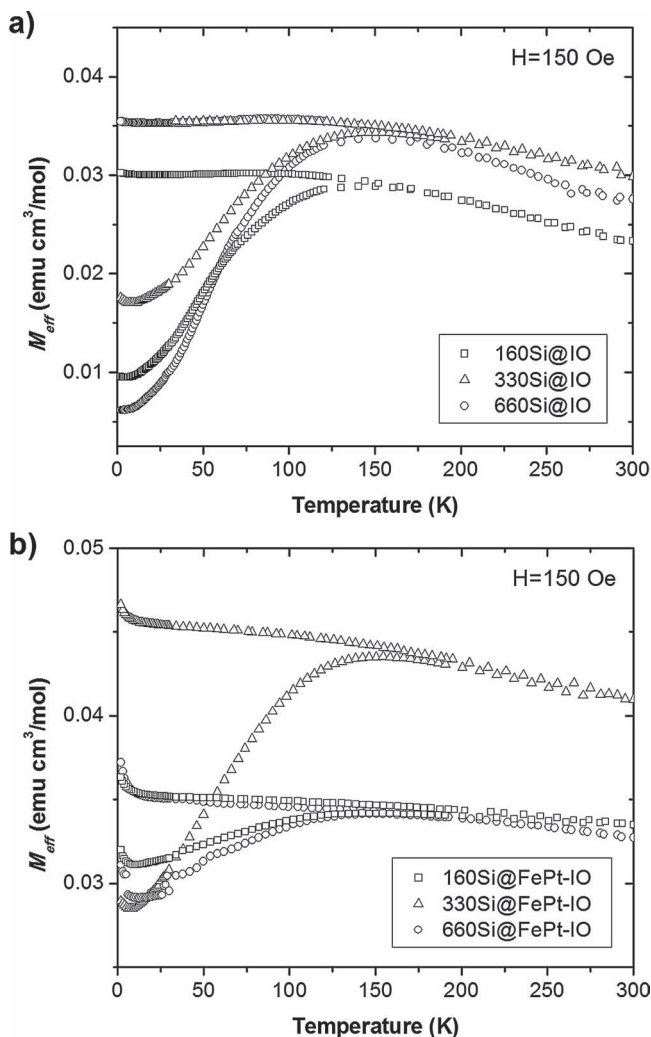 a)
H=150 Oe
0.04
0.03
0.02
0.01
M_eff (emu cm³/mol)
160Si@IO
330Si@IO
660Si@IO
0 50 100 150 200 250 300
Temperature (K)
b)
H=150 Oe
0.05
0.04
0.03
M_eff (emu cm³/mol)
160Si@FePt-IO
330Si@FePt-IO
660Si@FePt-IO
0 50 100 150 200 250 300
Temperature (K)